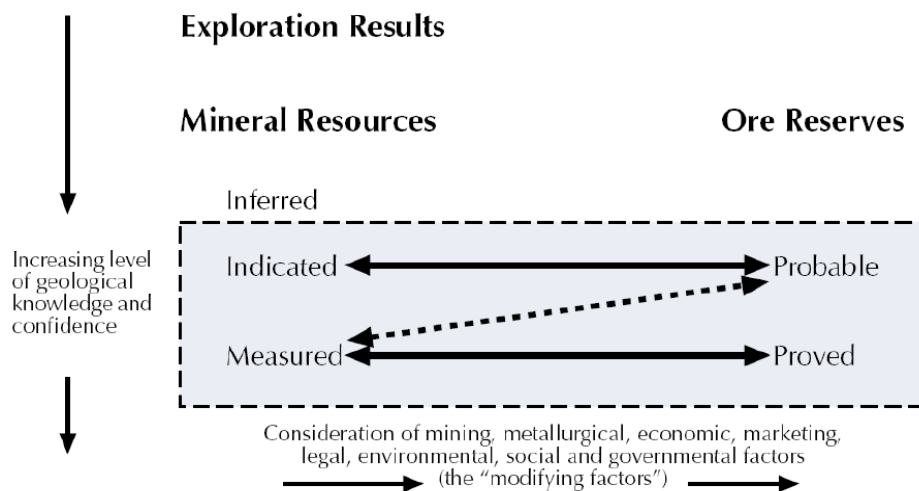 Exploration Results
Mineral Resources
Ore Reserves
Inferred
Increasing level
of geological
knowledge and
confidence
Indicated
Probable
Measured
Proved
Consideration of mining, metallurgical, economic, marketing,
legal, environmental, social and governmental factors
(the “modifying factors”)